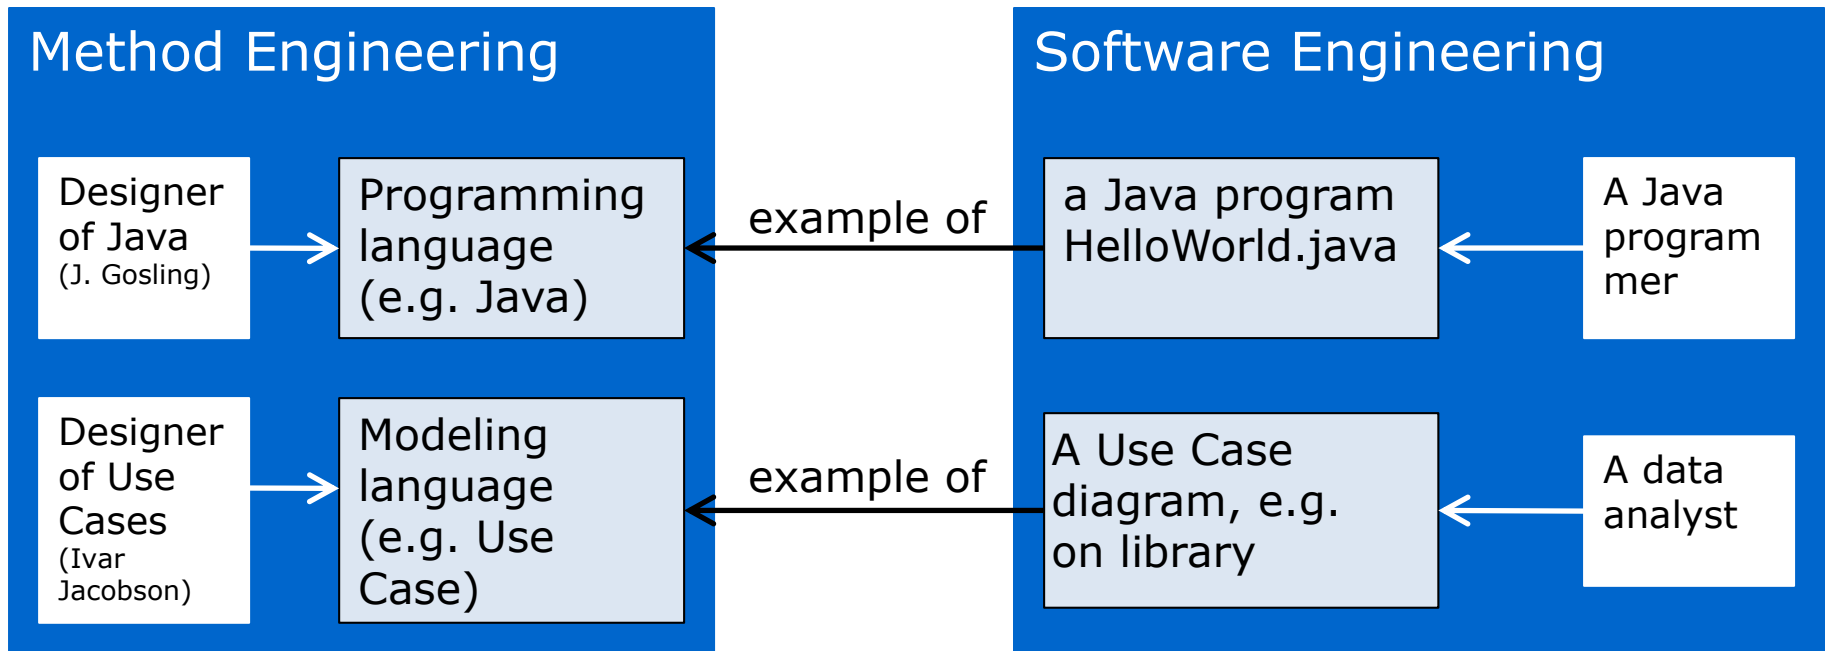 Method Engineering
Software Engineering
Designer
of Java
(J. Gosling)
Programming
language
(e.g. Java)
example of
a Java program
HelloWorld.java
A Java
program
mer
Designer
of Use
Cases
(Ivar
Jacobson)
Modeling
language
(e.g. Use
Case)
example of
A Use Case
diagram, e.g.
on library
A data
analyst